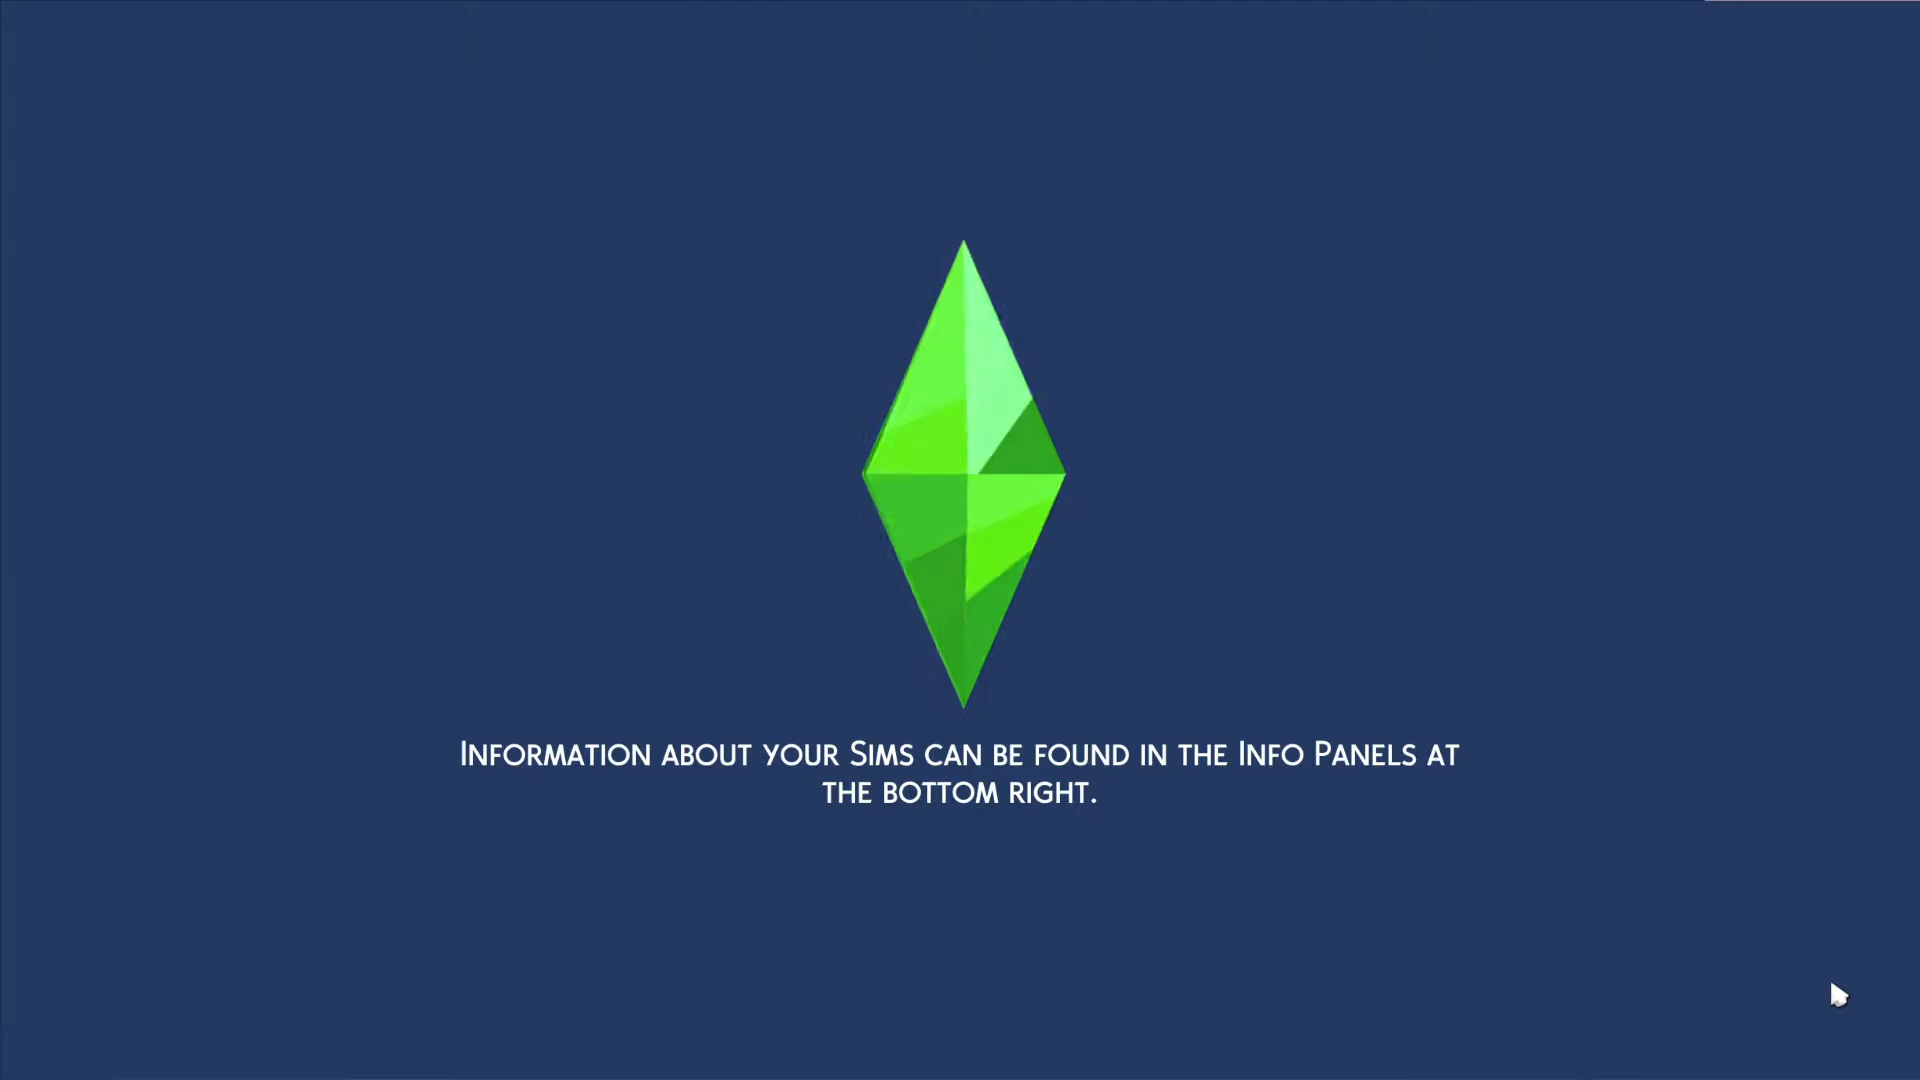 Information about your Sims can be found in the Info Panels at
the bottom right.